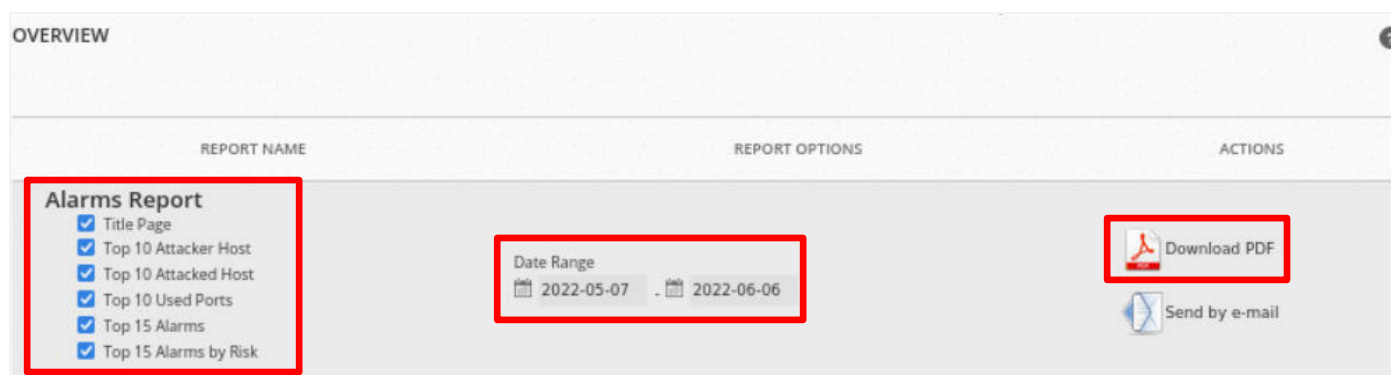 OVERVIEW
?
REPORT NAME
REPORT OPTIONS
ACTIONS
Alarms Report
Title Page
Top 10 Attacker Host
Top 10 Attacked Host
Top 10 Used Ports
Top 15 Alarms
Top 15 Alarms by Risk
Date Range
2022-05-07 - 2022-06-06
PDF
Download PDF
Send by e-mail